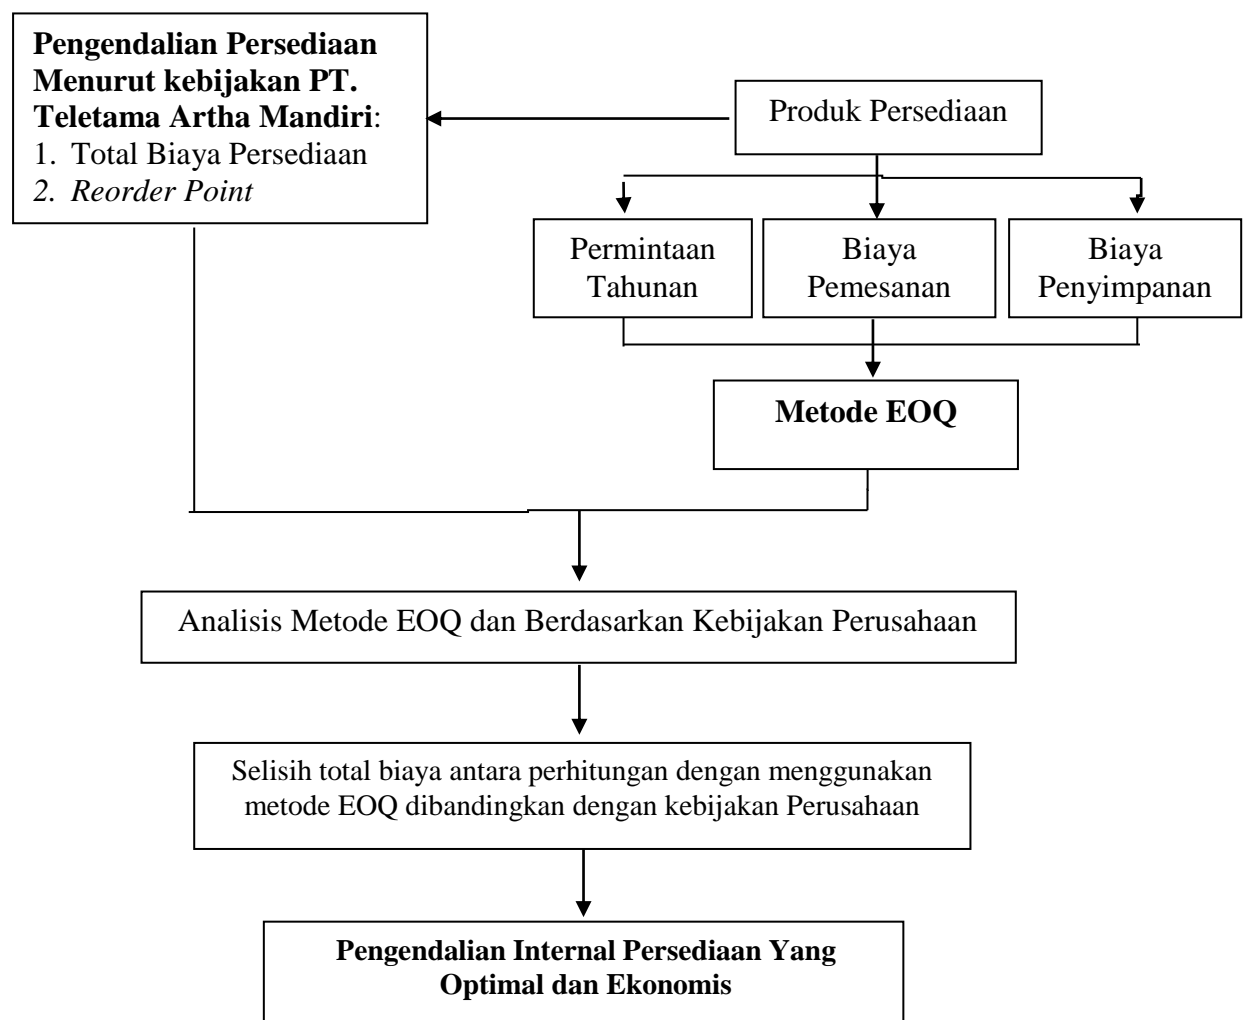 Pengendalian Persediaan
Menurut kebijakan PT.
Teletama Artha Mandiri:
1. Total Biaya Persediaan
2. Reorder Point
Produk Persediaan
Permintaan
Tahunan
Biaya
Pemesanan
Biaya
Penyimpanan
Metode EOQ
Analisis Metode EOQ dan Berdasarkan Kebijakan Perusahaan
Selisih total biaya antara perhitungan dengan menggunakan
metode EOQ dibandingkan dengan kebijakan Perusahaan
Pengendalian Internal Persediaan Yang
Optimal dan Ekonomis